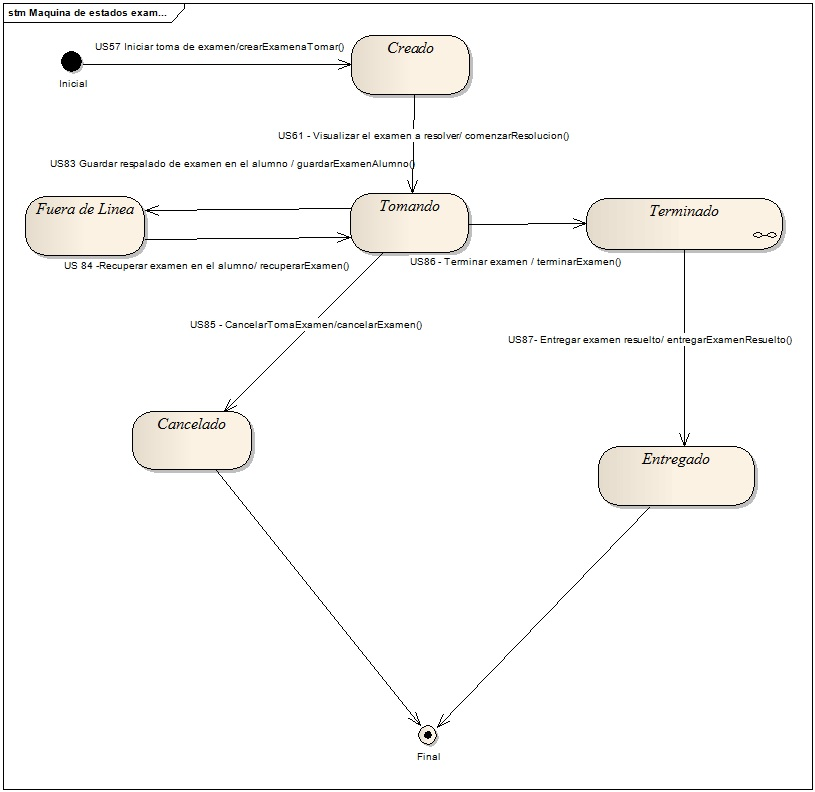 stm Maquina de estados exam...
US57 Iniciar toma de examen/crearExamenaTomar()
Creado
Inicial
US61 - Visualizar el examen a resolver/ comenzarResolucion()
US83 Guardar respalado de examen en el alumno / guardarExamenAlumno()
Fuera de Linea
Tomando
Terminado
US 84 -Recuperar examen en el alumno/ recuperarExamen()
US86 - Terminar examen / terminarExamen()
US85 - CancelarTomaExamen/cancelarExamen()
US87- Entregar examen resuelto/ entregarExamenResuelto()
Cancelado
Entregado
Final